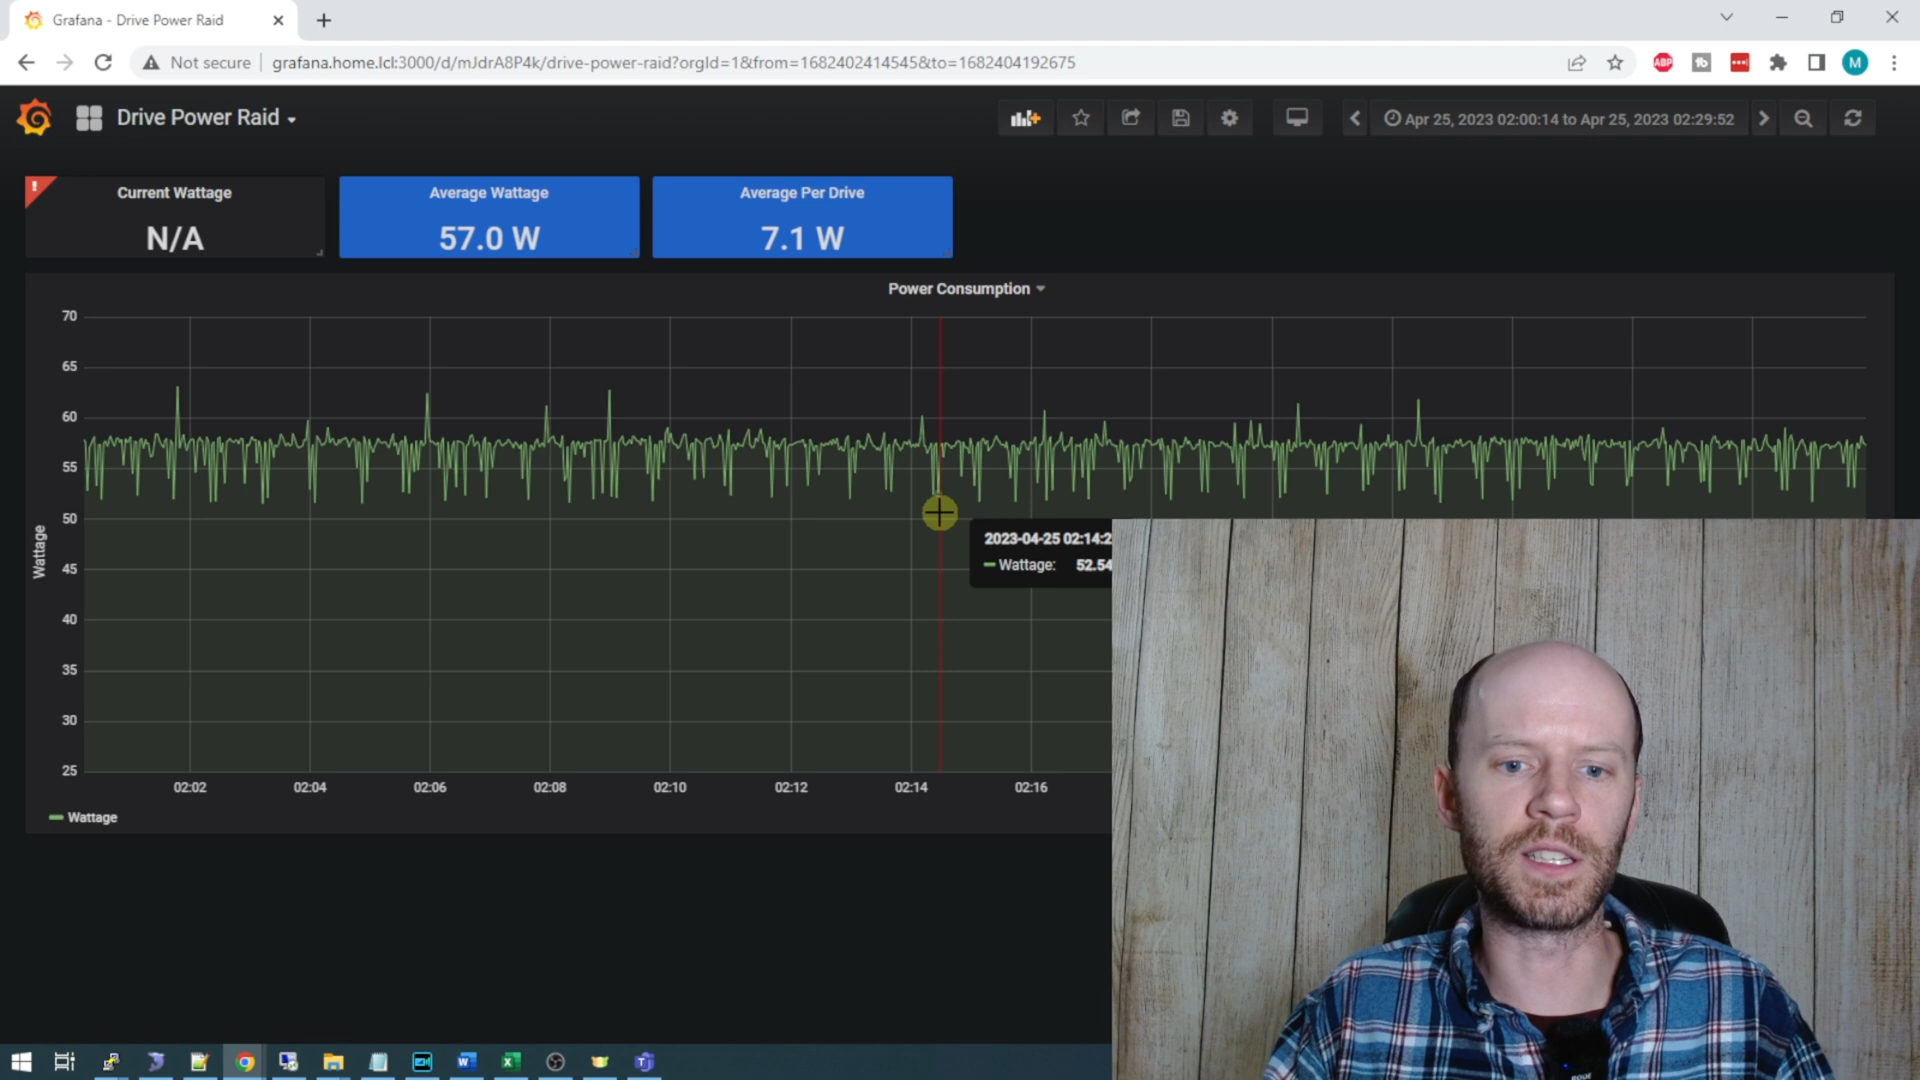 Grafana - Drive Power Raid
Not secure
grafana.home.lcl:3000/d/mJdrA8P4k/drive-power-raid?orgId=1&from=1682402414545&to=1682404192675
ABP
tb
M
Drive Power Raid
Apr 25, 2023 02:00:14 to Apr 25, 2023 02:29:52
!
Current Wattage
Average Wattage
Average Per Drive
N/A
57.0 W
7.1 W
Power Consumption
70
65
60
55
50
45
40
35
30
25
Wattage
2023-04-25 02:14:2
Wattage: 52.54
02:02
02:04
02:06
02:08
02:10
02:12
02:14
02:16
Wattage
RODE